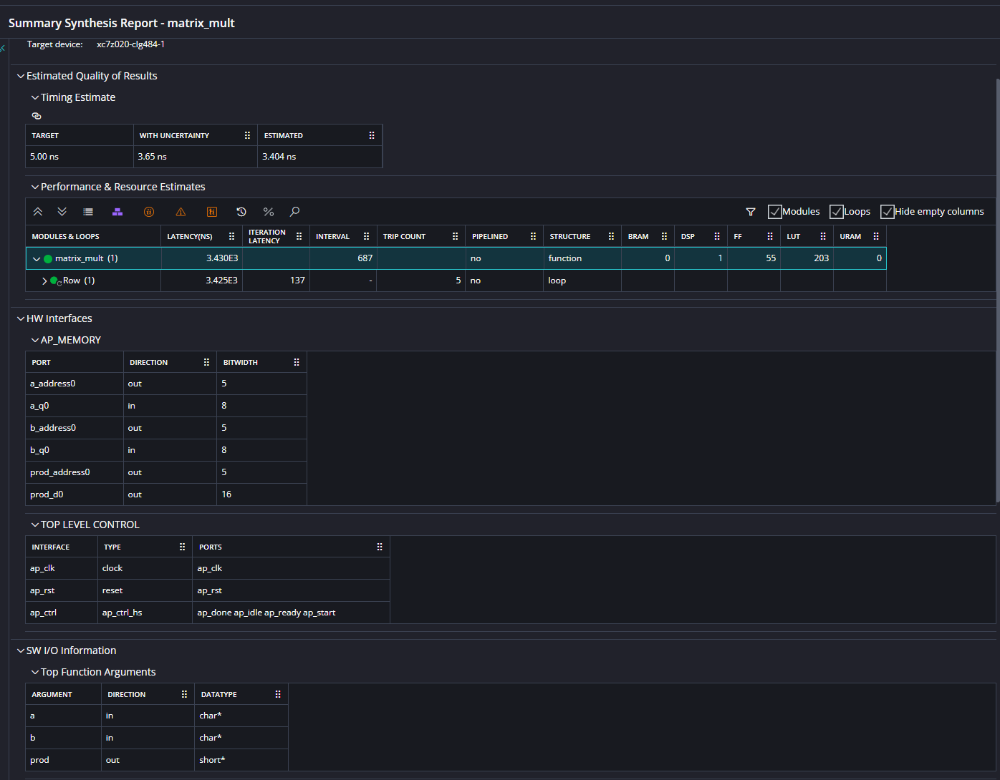 Summary Synthesis Report - matrix_mult
Target device: xc7z020-clg484-1
Estimated Quality of Results
Timing Estimate
TARGET WITH UNCERTAINTY ESTIMATED
5.00 ns 3.65 ns 3.404 ns
Performance & Resource Estimates
Modules Loops Hide empty columns
MODULES & LOOPS LATENCY(NS) ITERATION LATENCY INTERVAL TRIP COUNT PIPELINED STRUCTURE BRAM DSP FF LUT URAM
matrix_mult (1) 3.430E3 687 no function 0 1 55 203 0
Row (1) 3.425E3 137 - 5 no loop
HW Interfaces
AP_MEMORY
PORT DIRECTION BITWIDTH
a_address0 out 5
a_q0 in 8
b_address0 out 5
b_q0 in 8
prod_address0 out 5
prod_d0 out 16
TOP LEVEL CONTROL
INTERFACE TYPE PORTS
ap_clk clock ap_clk
ap_rst reset ap_rst
ap_ctrl ap_ctrl_hs ap_done ap_idle ap_ready ap_start
SW I/O Information
Top Function Arguments
ARGUMENT DIRECTION DATATYPE
a in char*
b in char*
prod out short*